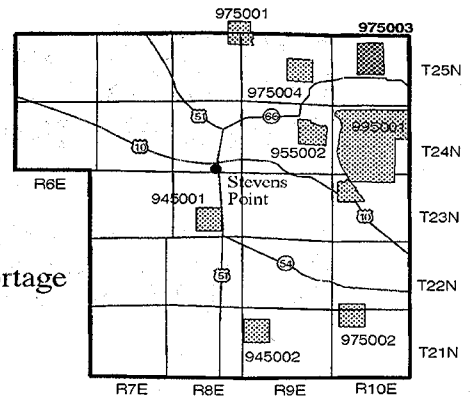 975001
975003
T25N
975004
51
66
995001
10
955002
T24N
R6E
Stevens
Point
945001
T23N
10
rtage
54
51
T22N
945002
975002
T21N
R7E
R8E
R9E
R10E